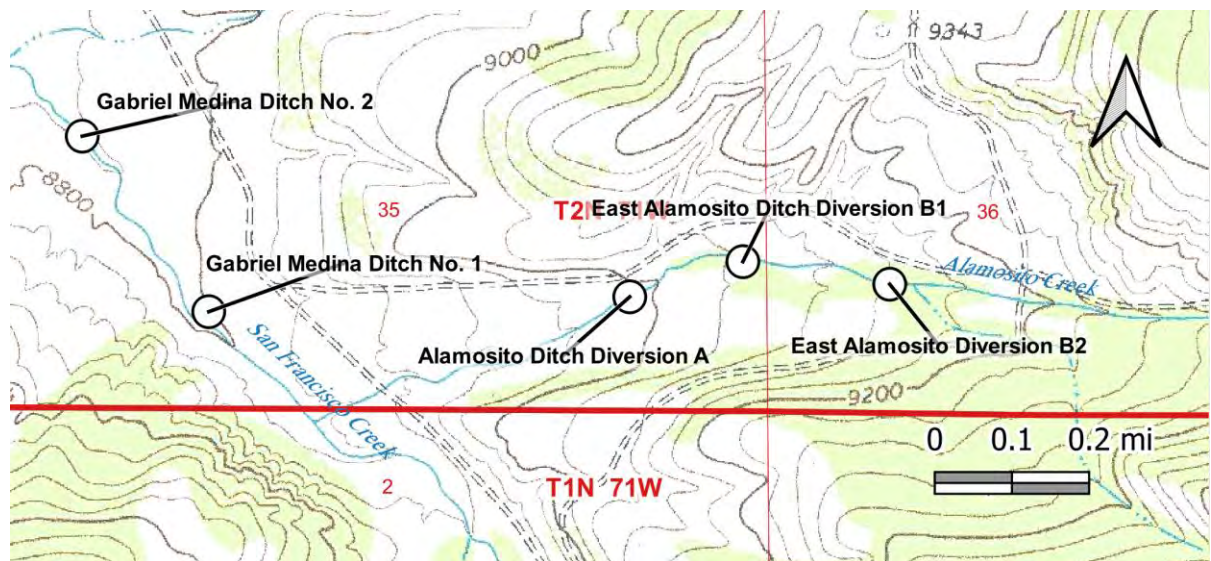 9343
9000
Gabriel Medina Ditch No. 2
8800
35
T2N 71W
East Alamosito Ditch Diversion B1
36
Gabriel Medina Ditch No. 1
Alamosito Creek
San Francisco Creek
Alamosito Ditch Diversion A
East Alamosito Diversion B2
9200
0 0.1 0.2 mi
2
T1N 71W